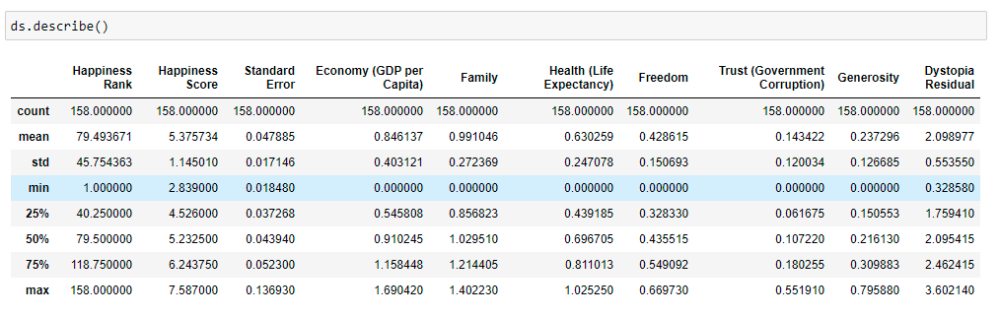 ds.describe()
Happiness Rank Happiness Score Standard Error Economy (GDP per Capita) Family Health (Life Expectancy) Freedom Trust (Government Corruption) Generosity Dystopia Residual
count 158.000000 158.000000 158.000000 158.000000 158.000000 158.000000 158.000000 158.000000 158.000000 158.000000
mean 79.493671 5.375734 0.047885 0.846137 0.991046 0.630259 0.428615 0.143422 0.237296 2.098977
std 45.754363 1.145010 0.017146 0.403121 0.272369 0.247078 0.150693 0.120034 0.126685 0.553550
min 1.000000 2.839000 0.018480 0.000000 0.000000 0.000000 0.000000 0.000000 0.000000 0.328580
25% 40.250000 4.526000 0.037268 0.545808 0.856823 0.439185 0.328330 0.061675 0.150553 1.759410
50% 79.500000 5.232500 0.043940 0.910245 1.029510 0.696705 0.435515 0.107220 0.216130 2.095415
75% 118.750000 6.243750 0.052300 1.158448 1.214405 0.811013 0.549092 0.180255 0.309883 2.462415
max 158.000000 7.587000 0.136930 1.690420 1.402230 1.025250 0.669730 0.551910 0.795880 3.602140